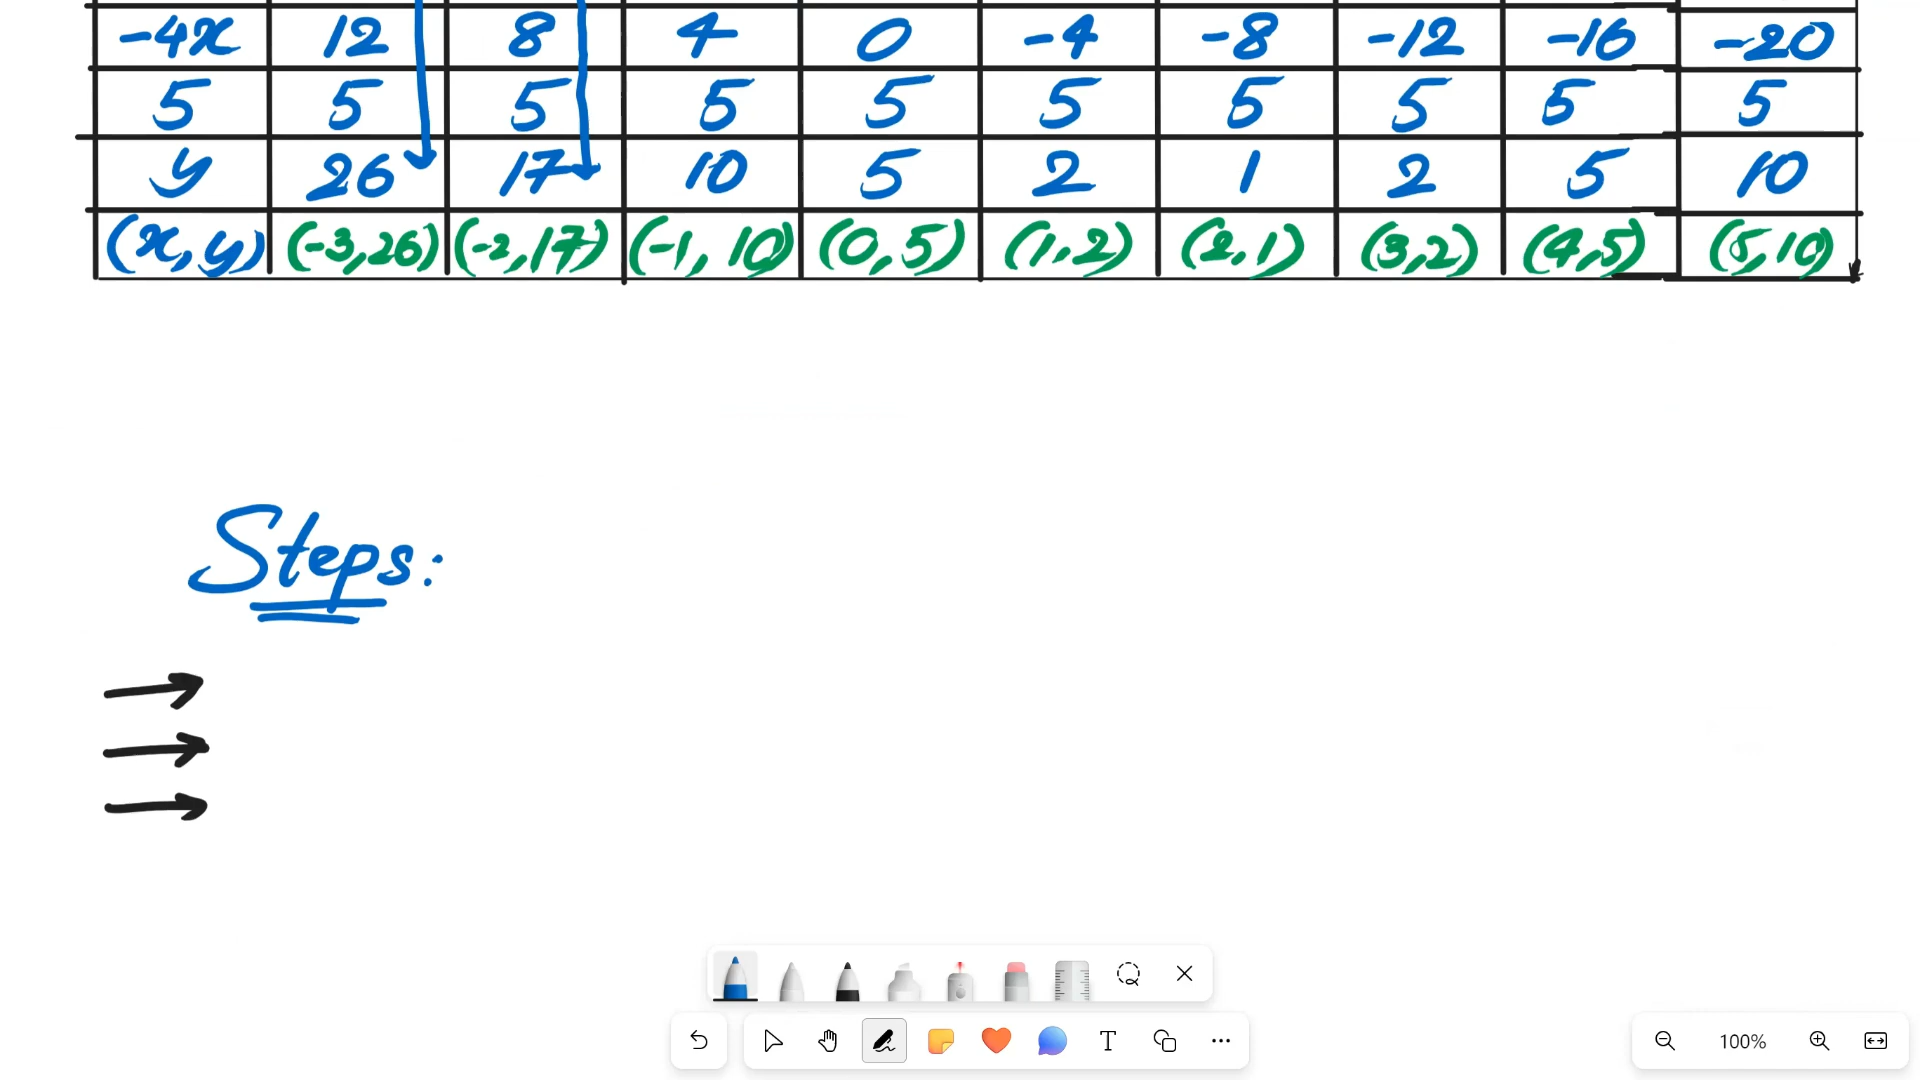 -4x 12 8 4 0 -4 -8 -12 -16 -20
5 5 5 5 5 5 5 5 5 5
y 26 17 10 5 2 1 2 5 10
(x,y) (-3,26) (-2,17) (-1, 10) (0,5) (1,2) (2,1) (3,2) (4,5) (5,10)
Steps:
T
100%